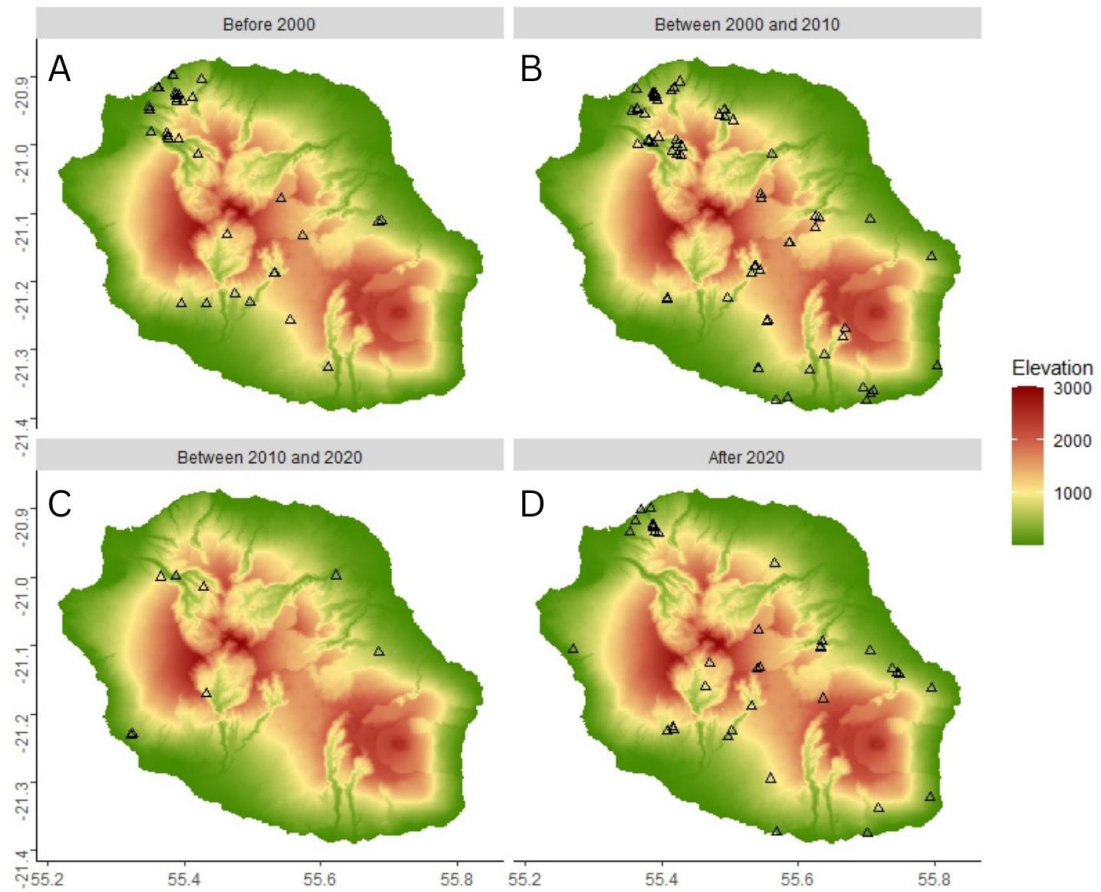 Before 2000
Between 2000 and 2010
A
B
-20.9
-21.0
-21.1
-21.2
-21.3
-21.4
Elevation
3000
2000
1000
Between 2010 and 2020
After 2020
C
D
-20.9
-21.0
-21.1
-21.2
-21.3
-21.4
55.2
55.4
55.6
55.8
55.2
55.4
55.6
55.8